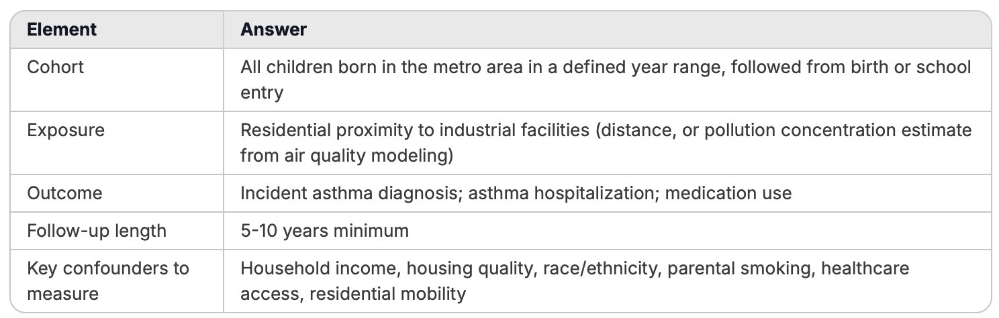 Element
Answer
Cohort
All children born in the metro area in a defined year range, followed from birth or school
entry
Exposure
Residential proximity to industrial facilities (distance, or pollution concentration estimate
from air quality modeling)
Outcome
Incident asthma diagnosis; asthma hospitalization; medication use
Follow-up length
5-10 years minimum
Key confounders to
measure
Household income, housing quality, race/ethnicity, parental smoking, healthcare
access, residential mobility